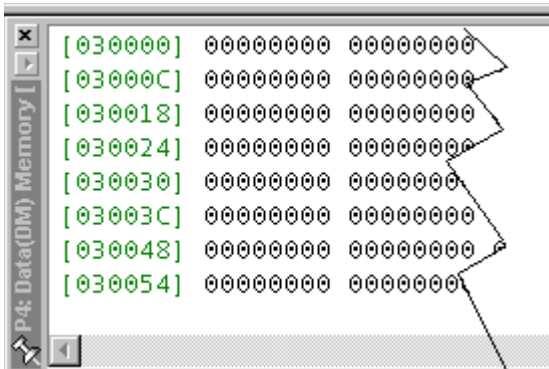 [030000] 00000000 00000000
[03000C] 00000000 00000000
[030018] 00000000 00000000
[030024] 00000000 00000000
[030030] 00000000 00000000
[03003C] 00000000 00000000
[030048] 00000000 00000000
[030054] 00000000 00000000
P4: Data(DM) Memory [